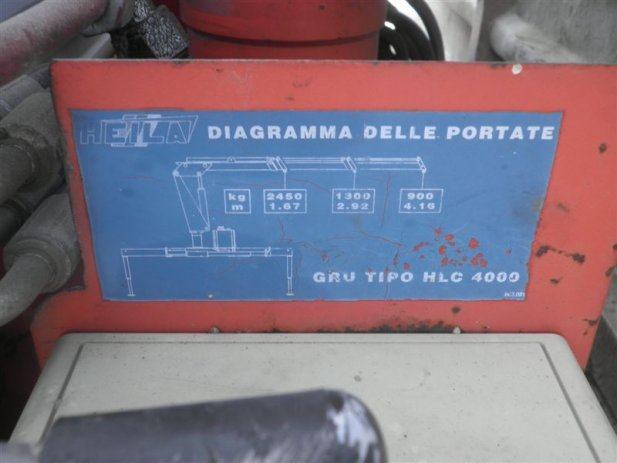 HEILA DIAGRAMMA DELLE PORTATE
kg 2450 1300 900
m 1.67 2.92 4.16
GRU TIPO HLC 4000